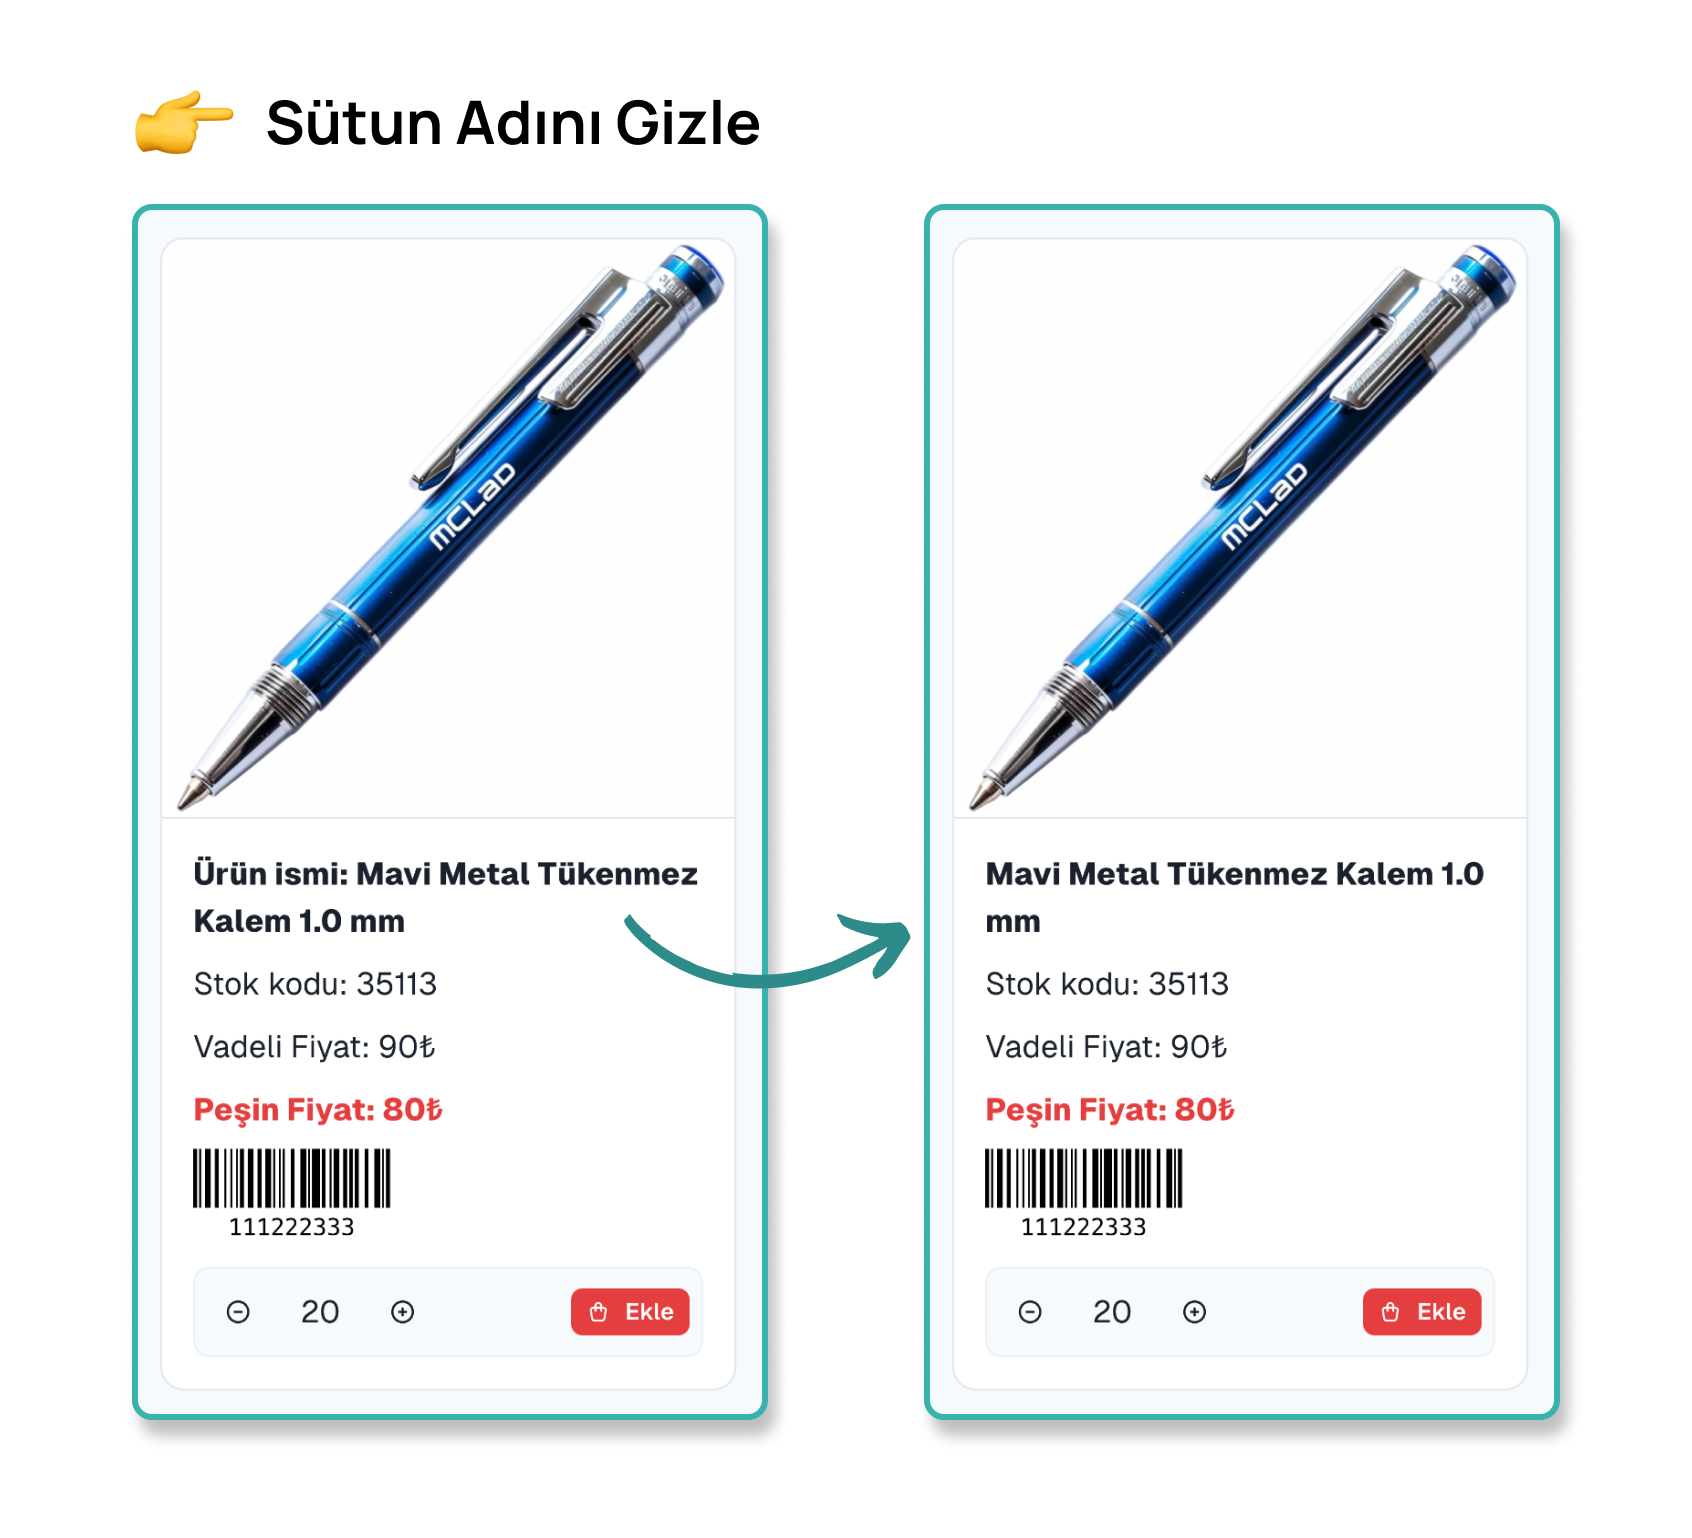 👉 Sütun Adını Gizle
mCLaD
Ürün ismi: Mavi Metal Tükenmez
Kalem 1.0 mm
Stok kodu: 35113
Vadeli Fiyat: 90₺
Peşin Fiyat: 80₺
111222333
20
Ekle
mCLaD
Mavi Metal Tükenmez Kalem 1.0
mm
Stok kodu: 35113
Vadeli Fiyat: 90₺
Peşin Fiyat: 80₺
111222333
20
Ekle